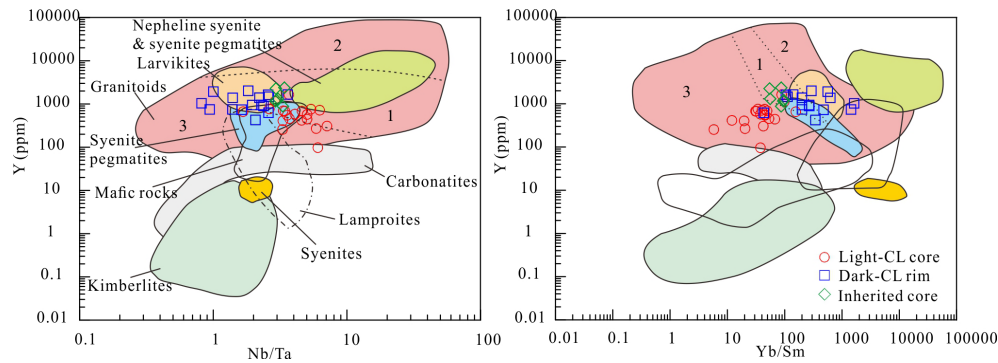 Y (ppm)
100000
10000
1000
100
10
1
0.1
0.01
Nepheline syenite
& syenite pegmatites
Larvikites
Granitoids
2
3
1
Syenite
pegmatites
Mafic rocks
Carbonatites
Lamproites
Syenites
Kimberlites
0.1
1
10
100
Nb/Ta
Y (ppm)
100000
10000
1000
100
10
1
0.1
0.01
2
1
3
Light-CL core
Dark-CL rim
Inherited core
0.01
0.1
1
10
100
1000
10000
100000
Yb/Sm